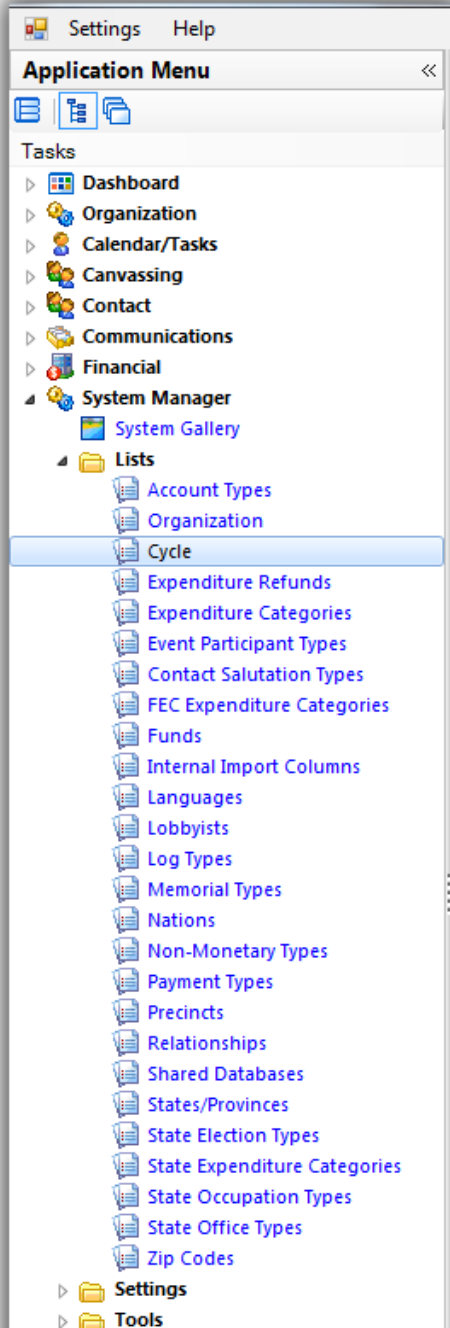 Settings Help
Application Menu
Tasks
Dashboard
Organization
Calendar/Tasks
Canvassing
Contact
Communications
Financial
System Manager
System Gallery
Lists
Account Types
Organization
Cycle
Expenditure Refunds
Expenditure Categories
Event Participant Types
Contact Salutation Types
FEC Expenditure Categories
Funds
Internal Import Columns
Languages
Lobbyists
Log Types
Memorial Types
Nations
Non-Monetary Types
Payment Types
Precincts
Relationships
Shared Databases
States/Provinces
State Election Types
State Expenditure Categories
State Occupation Types
State Office Types
Zip Codes
Settings
Tools